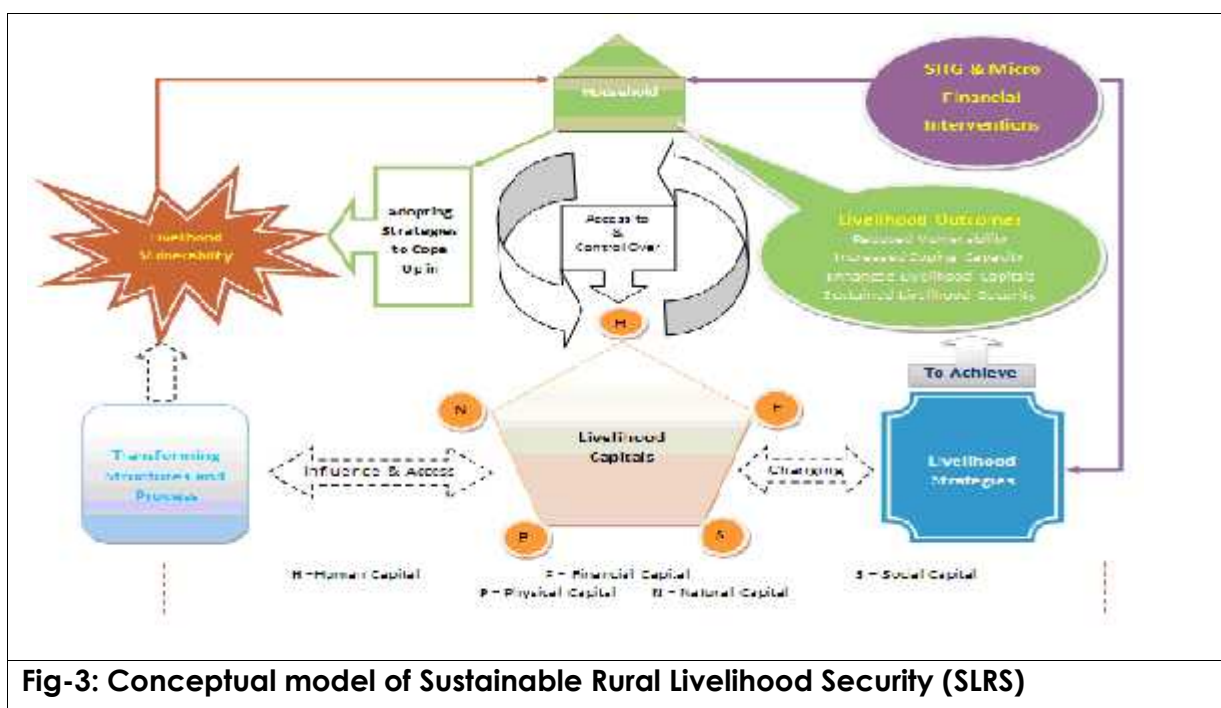 Household
SHG & Micro
Financial
Interventions
Livelihood
Vulnerability
Adopting
Strategies
to Cope
Up in
Access to
&
Control Over
Livelihood Outcomes
Reduced Vulnerability
Increased Coping Capacity
Enhanced Livelihood Capitals
Sustained Livelihood Security
H
To Achieve
N
F
Transforming
Structures and
Process
Influence & Access
Livelihood
Capitals
Changing
Livelihood
Strategies
P
S
H –Human Capital F – Financial Capital S – Social Capital
P – Physical Capital N – Natural Capital
Fig-3: Conceptual model of Sustainable Rural Livelihood Security (SLRS)